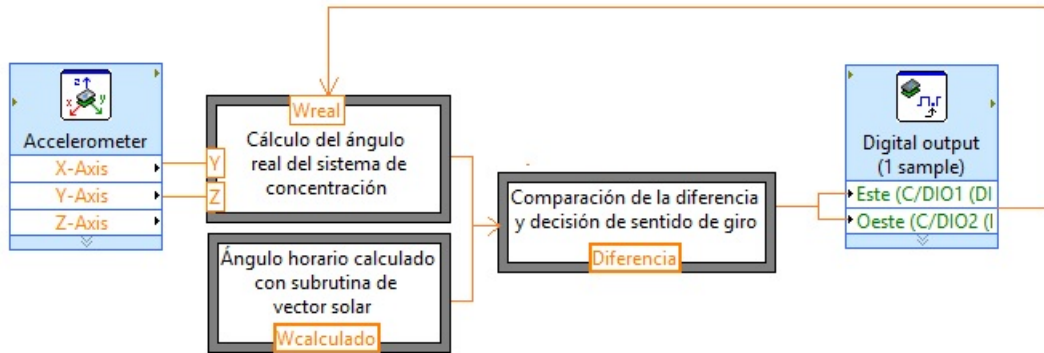 Accelerometer
X-Axis
Y-Axis
Z-Axis
Wreal
Cálculo del ángulo
real del sistema de
concentración
Y
Z
Ángulo horario calculado
con subrutina de
vector solar
Wcalculado
Comparación de la diferencia
y decisión de sentido de giro
Diferencia
Digital output
(1 sample)
Este (C/DIO1 (DI
Oeste (C/DIO2 (I